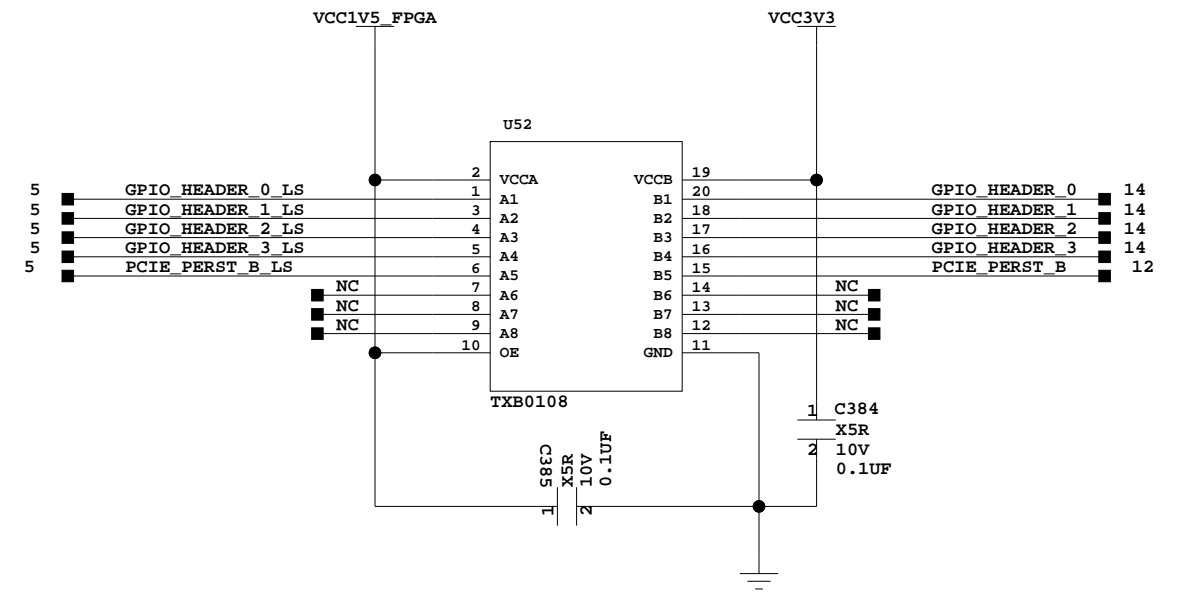 VCC1V5_FPGA VCC3V3
U52
2 VCCA VCCB 19
5 GPIO_HEADER_0_LS 1 A1 B1 20 GPIO_HEADER_0 14
5 GPIO_HEADER_1_LS 3 A2 B2 18 GPIO_HEADER_1 14
5 GPIO_HEADER_2_LS 4 A3 B3 17 GPIO_HEADER_2 14
5 GPIO_HEADER_3_LS 5 A4 B4 16 GPIO_HEADER_3 14
5 PCIE_PERST_B_LS 6 A5 B5 15 PCIE_PERST_B 12
NC 7 A6 B6 14 NC
NC 8 A7 B7 13 NC
NC 9 A8 B8 12 NC
10 OE GND 11
TXB0108
1 C384
X5R
2 10V
0.1UF
C385
X5R
10V
0.1UF
1 2